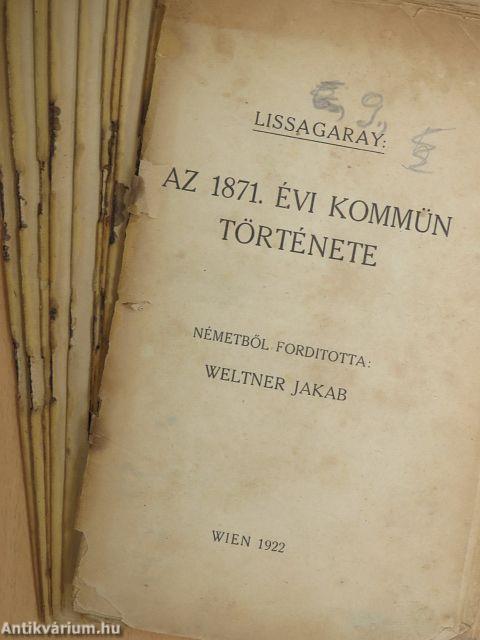 LISSAGARAY:
AZ 1871. ÉVI KOMMÜN
TÖRTÉNETE
NÉMETBŐL FORDITOTTA:
WELTNER JAKAB
WIEN 1922
Antikvárium.hu